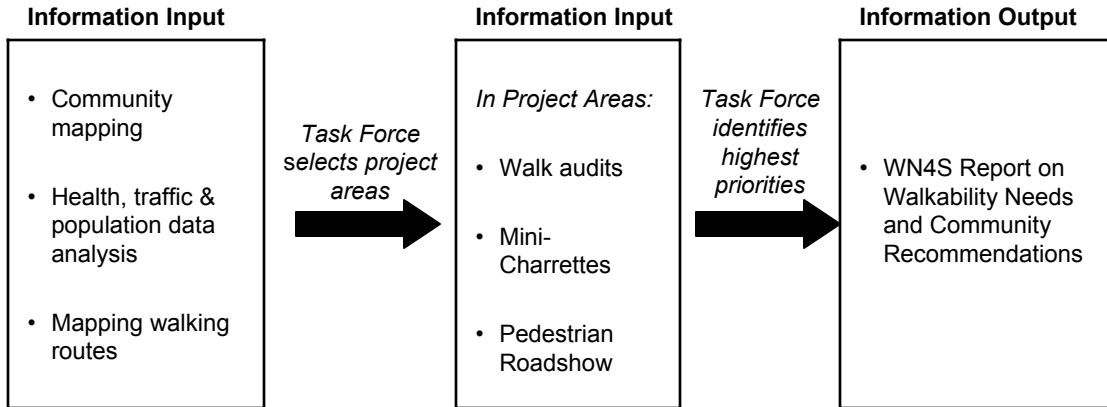 Information Input
• Community
mapping
• Health, traffic &
population data
analysis
• Mapping walking
routes
Task Force
selects project
areas
Information Input
In Project Areas:
• Walk audits
• Mini-
Charrettes
• Pedestrian
Roadshow
Task Force
identifies
highest
priorities
Information Output
• WN4S Report on
Walkability Needs
and Community
Recommendations